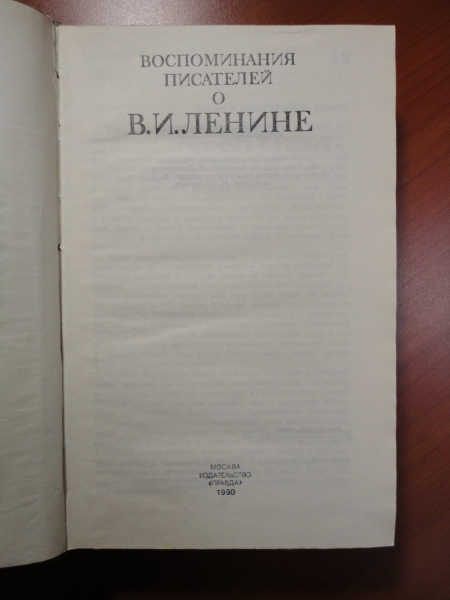 ВОСПОМИНАНИЯ
ПИСАТЕЛЕЙ
О
В.И.ЛЕНИНЕ
МОСКВА
ИЗДАТЕЛЬСТВО
«ПРАВДА»
1990